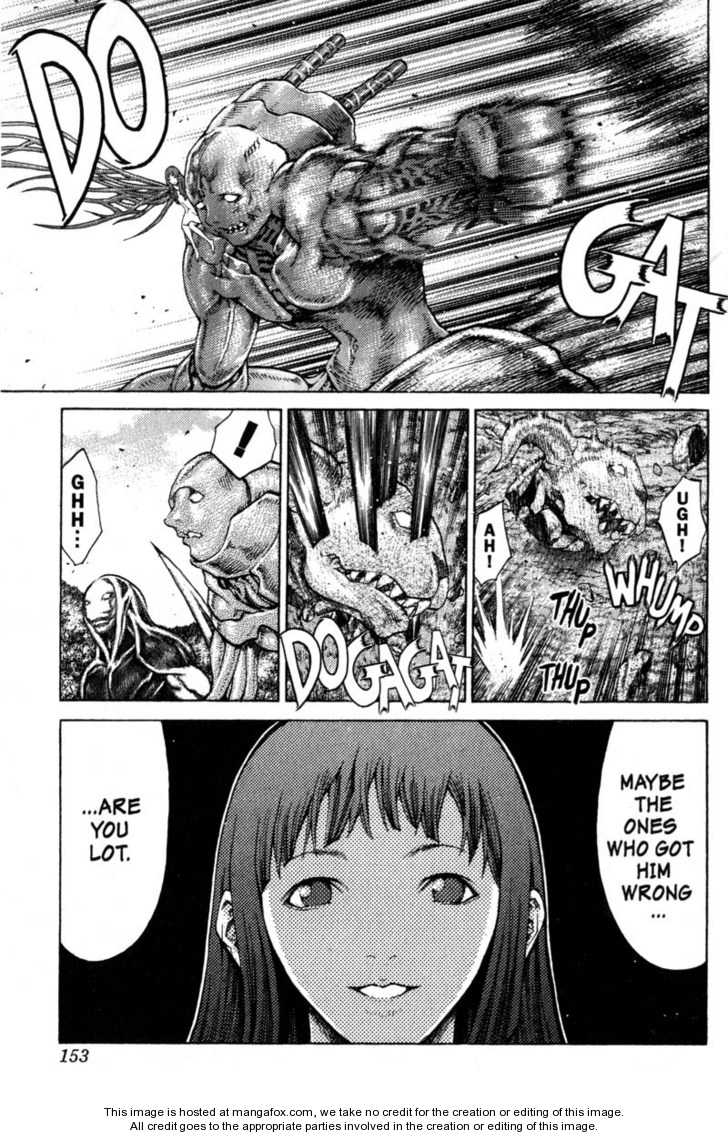 DO
GAT
UGH!
AH!
WHUMP
THUP
THUP
DOGAGAT
!
GHH...
MAYBE
THE
ONES
WHO GOT
HIM
WRONG
...
...ARE
YOU
LOT.
153
This image is hosted at mangafox.com, we take no credit for the creation or editing of this image.
All credit goes to the appropriate parties involved in the creation or editing of this image.